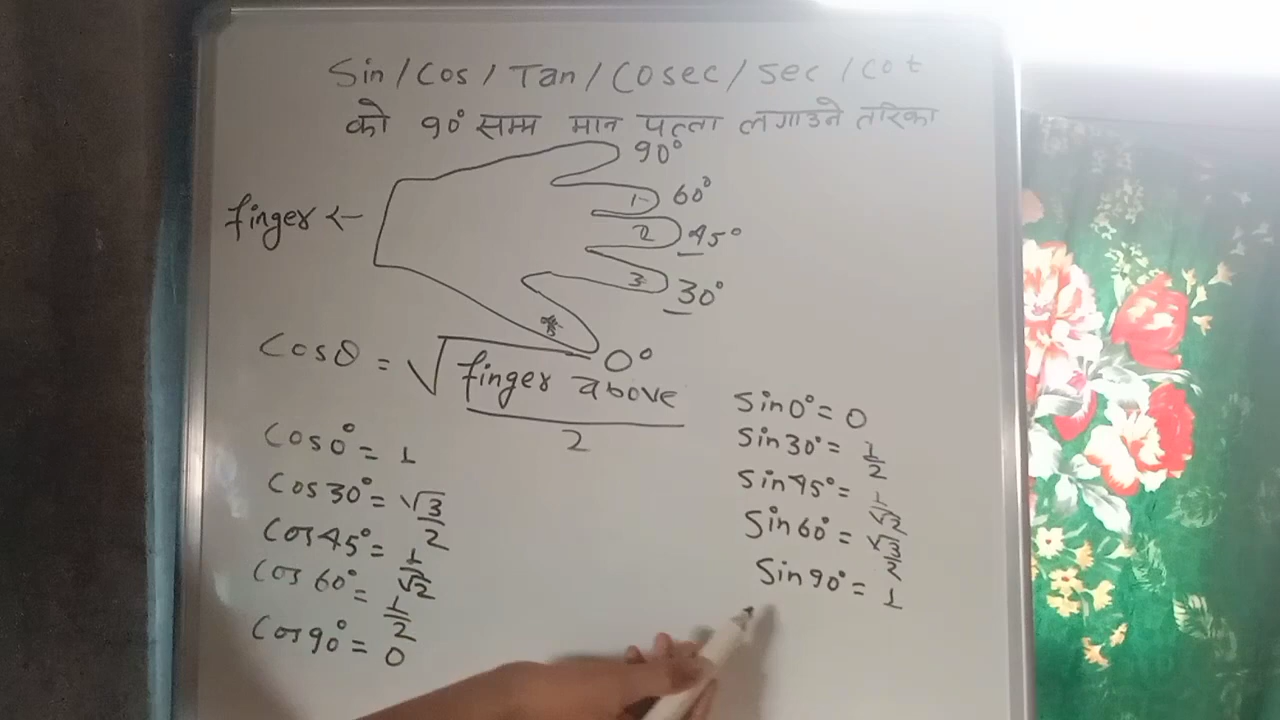 Sin/Cos/Tan/Cosec/Sec/Cot
को 90° सम्म मान पत्ता लगाउने तरिका
90°
1 60°
finger <-
2 45°
3 30°
0°
Cosθ = √finger above / 2
Cos0° = 1
Cos30° = √3/2
Cos45° = 1/√2
Cos60° = 1/2
Cos90° = 0
Sin0° = 0
Sin30° = 1/2
Sin45° = 1/√2
Sin60° = √3/2
Sin90° = 1